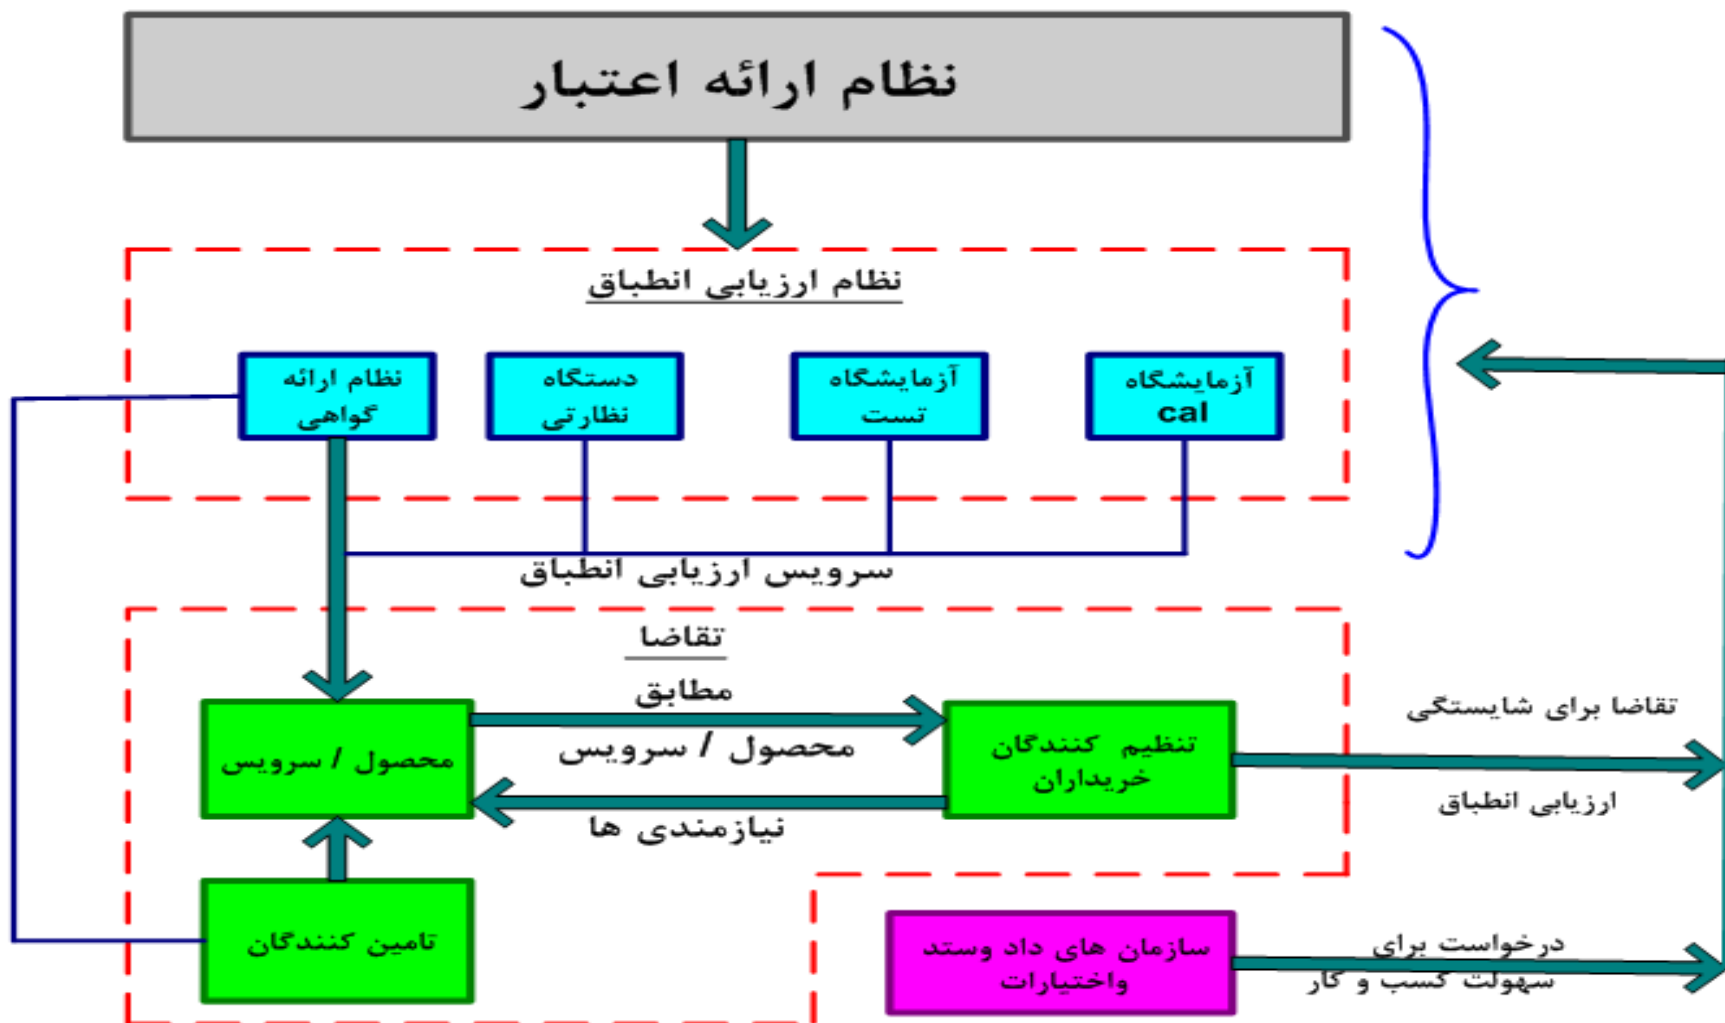 نظام ارائه اعتبار
نظام ارزیابی انطباق
آزمایشگاه
cal
آزمایشگاه
تست
دستگاه
نظارتی
نظام ارائه
گواهی
سرویس ارزیابی انطباق
تقاضا
مطابق
محصول / سرویس
نیازمندی ها
تنظیم کنندگان
خریداران
محصول / سرویس
تامین کنندگان
تقاضا برای شایستگی
ارزیابی انطباق
سازمان های داد وستد
واختیارات
درخواست برای
سهولت کسب و کار